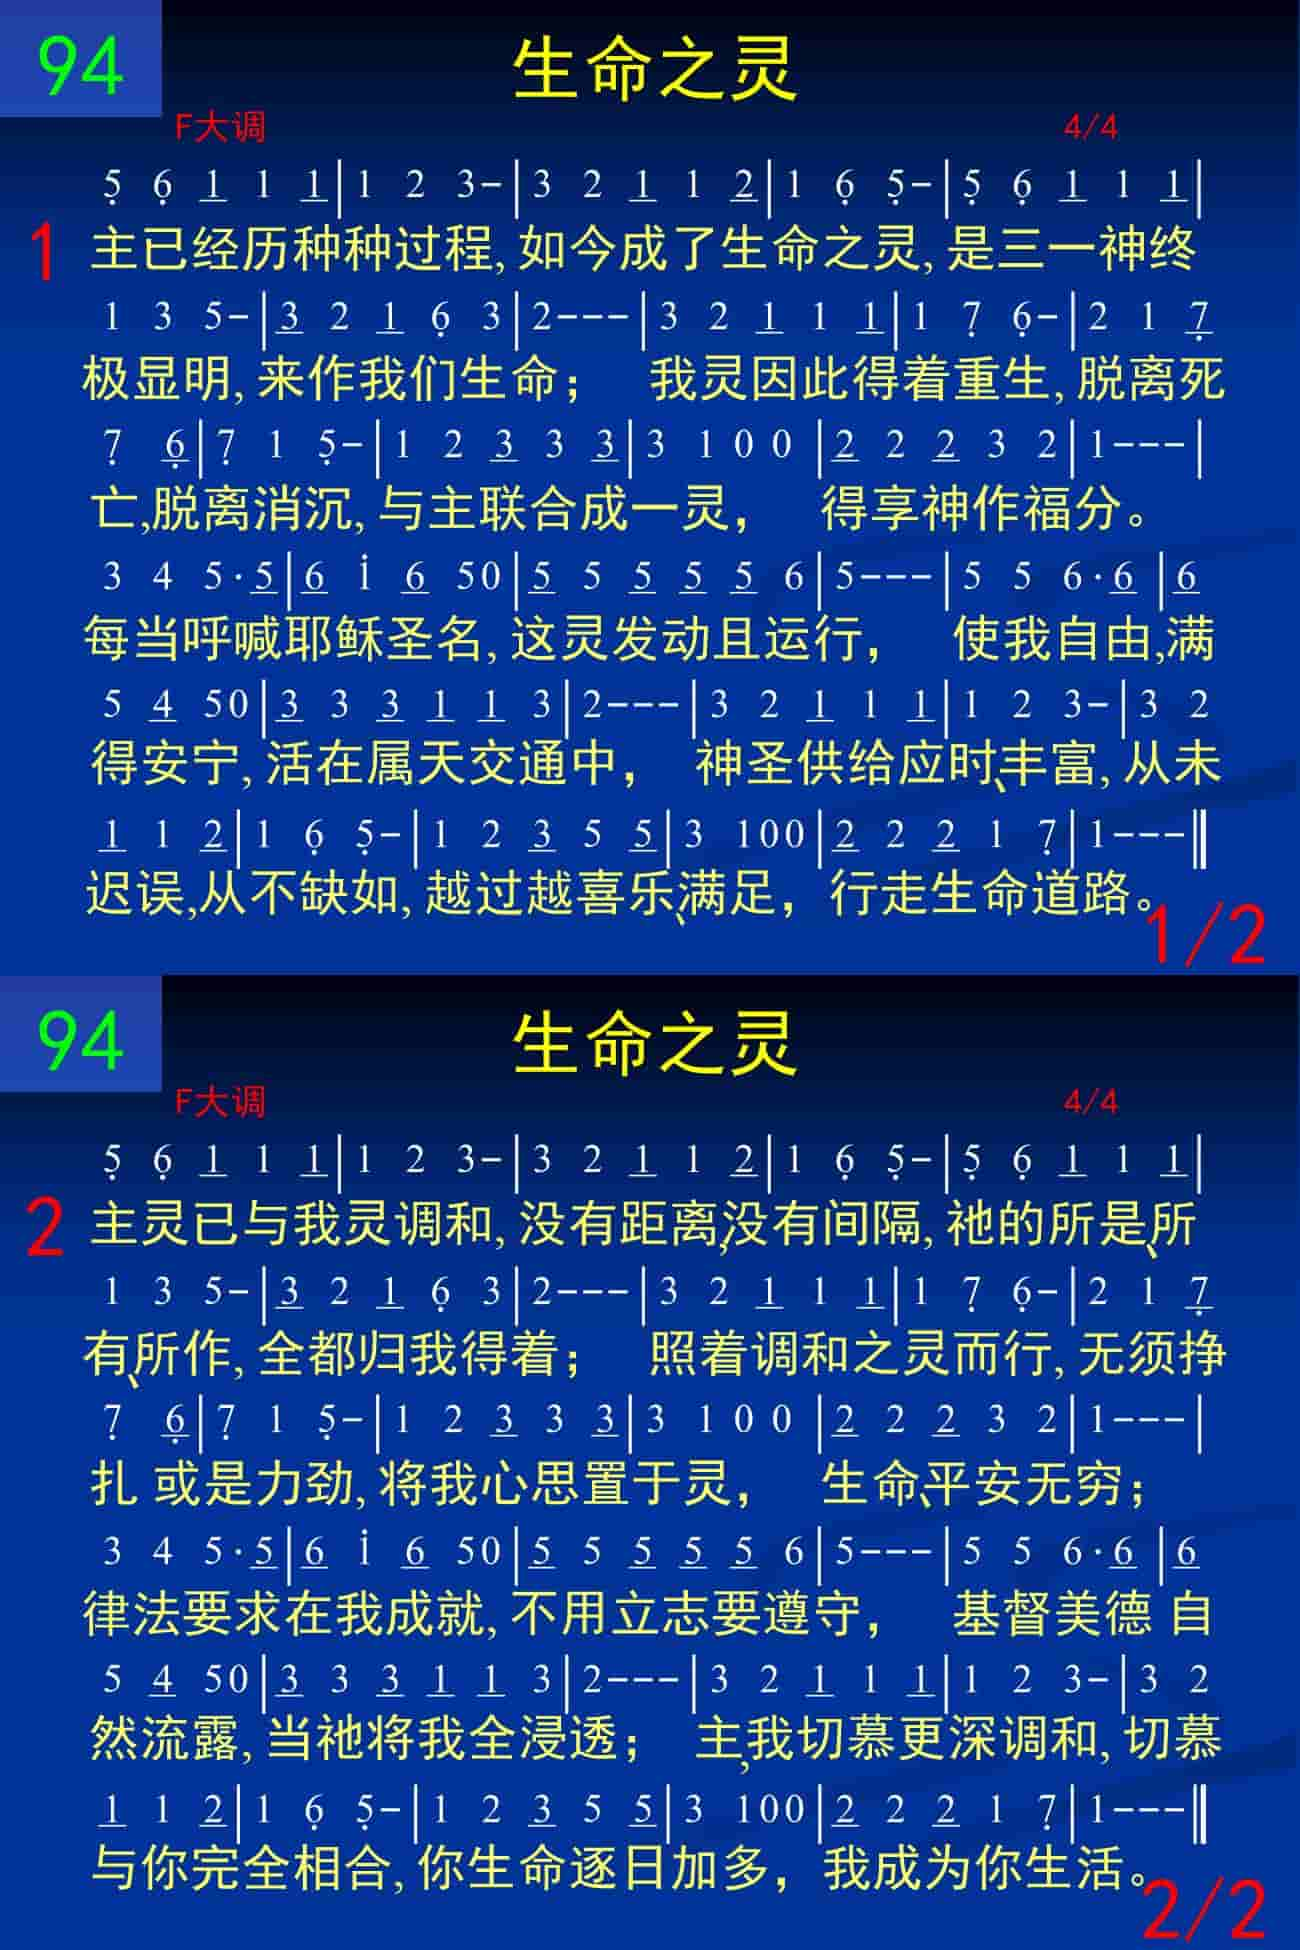 94
生命之灵
F大调 4/4
5̣ 6̣ 1̲ 1 1̲|1 2 3-|3 2 1̲ 1 2̲|1 6̣ 5̣-|5̣ 6̣ 1̲ 1 1̲|
1 主已经历种种过程,如今成了生命之灵,是三一神终
1 3 5-|3̲ 2 1̲ 6̣ 3|2---|3 2 1̲ 1 1̲|1 7̣ 6̣-|2 1 7̲̣
极显明,来作我们生命； 我灵因此得着重生,脱离死
7̣ 6̲̣|7̣ 1 5̣-|1 2 3̲ 3 3̲|3 1 0 0|2̲ 2 2̲ 3 2|1---|
亡,脱离消沉,与主联合成一灵， 得享神作福分。
3 4 5·5̲|6̲ 1̇ 6̲ 50|5̲ 5 5̲ 5̲ 5̲ 6|5---|5 5 6·6̲|6̲
每当呼喊耶稣圣名,这灵发动且运行， 使我自由,满
5 4̲ 50|3̲ 3 3̲ 1̲ 1̲ 3|2---|3 2 1̲ 1 1̲|1 2 3-|3 2
得安宁,活在属天交通中， 神圣供给应时、丰富,从未
1̲ 1 2̲|1 6̣ 5̣-|1 2 3̲ 5 5̲|3 100|2̲ 2 2̲ 1 7̣|1---‖
迟误,从不缺如,越过越喜乐、满足，行走生命道路。
1/2
94
生命之灵
F大调 4/4
5̣ 6̣ 1̲ 1 1̲|1 2 3-|3 2 1̲ 1 2̲|1 6̣ 5̣-|5̣ 6̣ 1̲ 1 1̲|
2 主灵已与我灵调和,没有距离,没有间隔,祂的所是、所
1 3 5-|3̲ 2 1̲ 6̣ 3|2---|3 2 1̲ 1 1̲|1 7̣ 6̣-|2 1 7̲̣
有、所作,全都归我得着； 照着调和之灵而行,无须挣
7̣ 6̲̣|7̣ 1 5̣-|1 2 3̲ 3 3̲|3 1 0 0|2̲ 2 2̲ 3 2|1---|
扎 或是力劲,将我心思置于灵， 生命、平安无穷；
3 4 5·5̲|6̲ 1̇ 6̲ 50|5̲ 5 5̲ 5̲ 5̲ 6|5---|5 5 6·6̲|6̲
律法要求在我成就,不用立志要遵守， 基督美德 自
5 4̲ 50|3̲ 3 3̲ 1̲ 1̲ 3|2---|3 2 1̲ 1 1̲|1 2 3-|3 2
然流露,当祂将我全浸透； 主,我切慕更深调和,切慕
1̲ 1 2̲|1 6̣ 5̣-|1 2 3̲ 5 5̲|3 100|2̲ 2 2̲ 1 7̣|1---‖
与你完全相合,你生命逐日加多，我成为你生活。
2/2